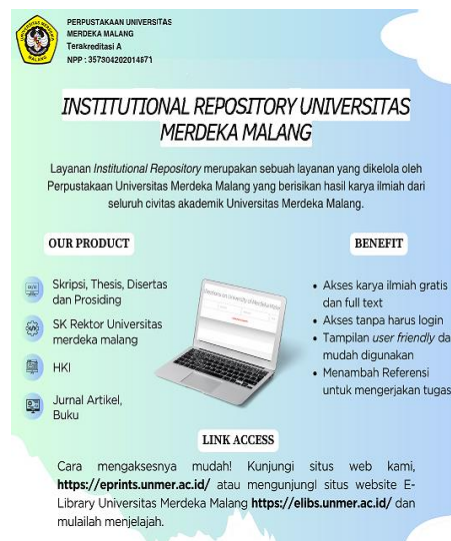 PERPUSTAKAAN UNIVERSITAS
MERDEKA MALANG
Terakreditasi A
NPP : 357304202014571
INSTITUTIONAL REPOSITORY UNIVERSITAS
MERDEKA MALANG
Layanan Institutional Repository merupakan sebuah layanan yang dikelola oleh
Perpustakaan Universitas Merdeka Malang yang berisikan hasil karya ilmiah dari
seluruh civitas akademik Universitas Merdeka Malang.
OUR PRODUCT
Skripsi, Thesis, Disertas
dan Prosiding
SK Rektor Universitas
merdeka malang
HKI
Jurnal Artikel,
Buku
BENEFIT
• Akses karya ilmiah gratis
dan full text
• Akses tanpa harus login
• Tampilan user friendly da
mudah digunakan
• Menambah Referensi
untuk mengerjakan tugas
LINK ACCESS
Cara mengaksesnya mudah! Kunjungi situs web kami,
https://eprints.unmer.ac.id/ atau mengunjungI situs website E-
Library Universitas Merdeka Malang https://elibs.unmer.ac.id/ dan
mulailah menjelajah.